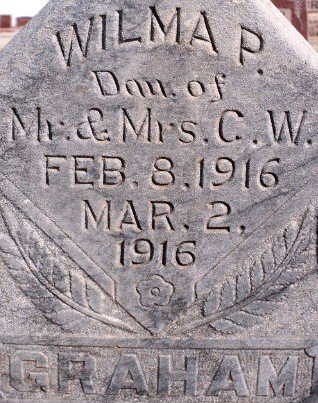 WILMA P.
Dau. of
Mr. & Mrs. C. W.
FEB. 8. 1916
MAR. 2,
1916
GRAHAM